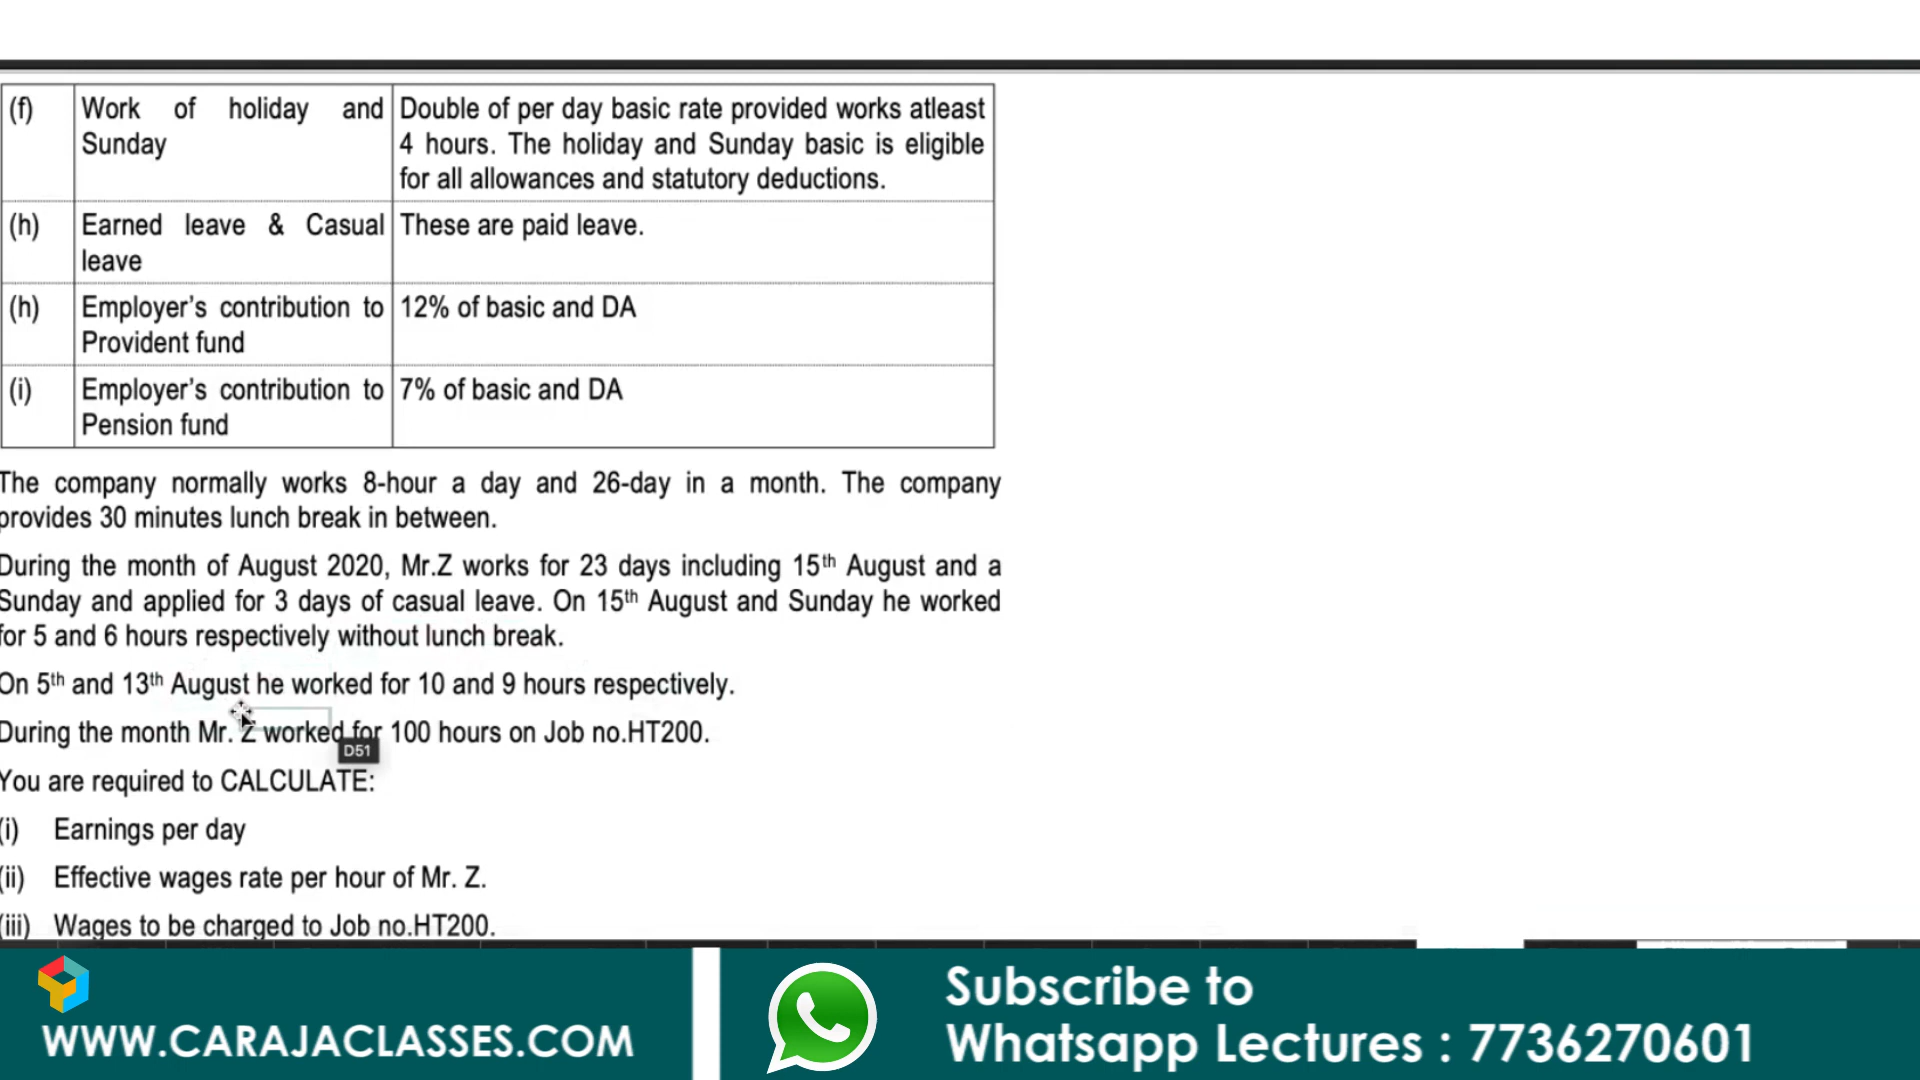 (f) Work of holiday and Double of per day basic rate provided works atleast
Sunday 4 hours. The holiday and Sunday basic is eligible
for all allowances and statutory deductions.
(h) Earned leave & Casual These are paid leave.
leave
(h) Employer’s contribution to 12% of basic and DA
Provident fund
(i) Employer’s contribution to 7% of basic and DA
Pension fund
The company normally works 8-hour a day and 26-day in a month. The company
provides 30 minutes lunch break in between.
During the month of August 2020, Mr.Z works for 23 days including 15th August and a
Sunday and applied for 3 days of casual leave. On 15th August and Sunday he worked
for 5 and 6 hours respectively without lunch break.
On 5th and 13th August he worked for 10 and 9 hours respectively.
During the month Mr. Z worked for 100 hours on Job no.HT200.
D51
You are required to CALCULATE:
(i) Earnings per day
(ii) Effective wages rate per hour of Mr. Z.
(iii) Wages to be charged to Job no.HT200.
WWW.CARAJACLASSES.COM
Subscribe to
Whatsapp Lectures : 7736270601